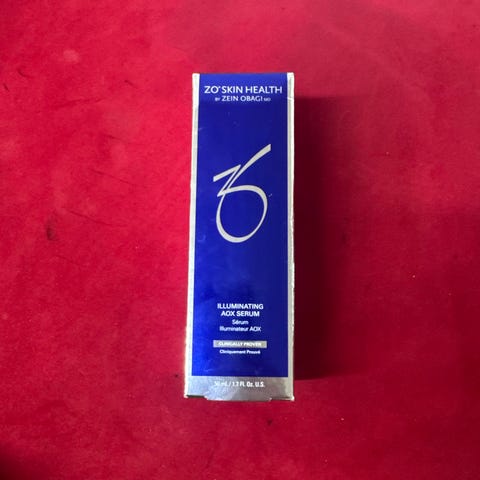 ZO® SKIN HEALTH
BY ZEIN OBAGI MD
ILLUMINATING
AOX SERUM
Sérum
Illuminateur AOX
CLINICALLY PROVEN
Cliniquement Prouvé
50 mL / 1.7 Fl. Oz. U.S.